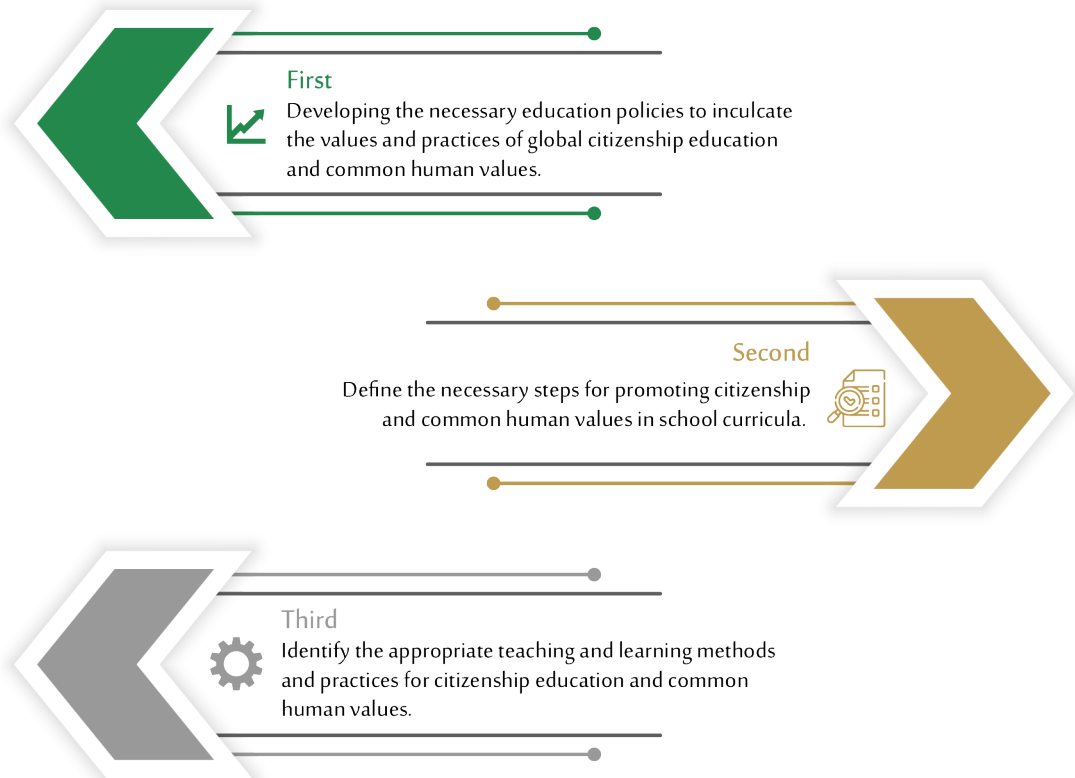 First
Developing the necessary education policies to inculcate
the values and practices of global citizenship education
and common human values.
Second
Define the necessary steps for promoting citizenship
and common human values in school curricula.
Third
Identify the appropriate teaching and learning methods
and practices for citizenship education and common
human values.